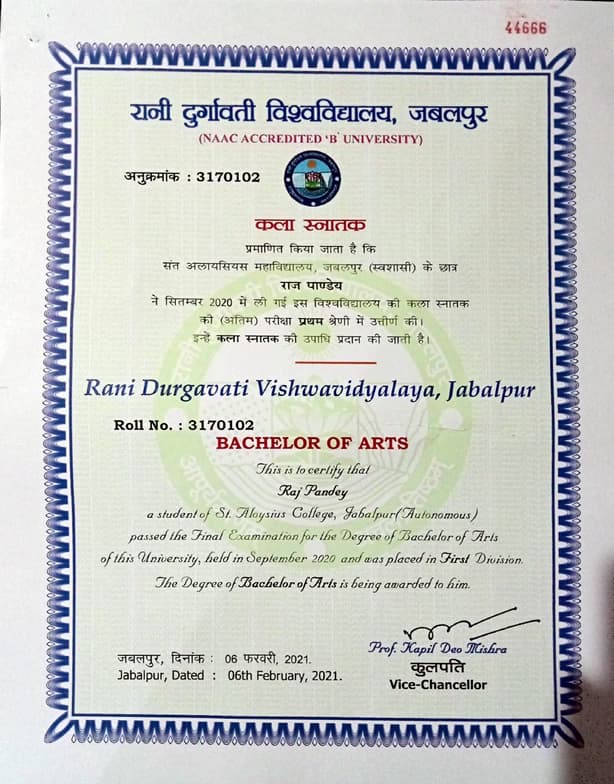 44666
रानी दुर्गावती विश्वविद्यालय, जबलपुर
(NAAC ACCREDITED 'B' UNIVERSITY)
अनुक्रमांक : 3170102
कला स्नातक
प्रमाणित किया जाता है कि
संत अलायसियस महाविद्यालय, जबलपुर (स्वशासी) के छात्र
राज पाण्डेय
ने सितम्बर 2020 में ली गई इस विश्वविद्यालय की कला स्नातक
की (अंतिम) परीक्षा प्रथम श्रेणी में उत्तीर्ण की।
इन्हें कला स्नातक की उपाधि प्रदान की जाती है।
Rani Durgavati Vishwavidyalaya, Jabalpur
Roll No. : 3170102
BACHELOR OF ARTS
This is to certify that
Raj Pandey
a student of St. Aloysius College, Jabalpur(Autonomous)
passed the Final Examination for the Degree of Bachelor of Arts
of this University, held in September 2020 and was placed in First Division.
The Degree of Bachelor of Arts is being awarded to him.
Prof. Kapil Deo Mishra
कुलपति
Vice-Chancellor
जबलपुर, दिनांक : 06 फरवरी, 2021.
Jabalpur, Dated : 06th February, 2021.